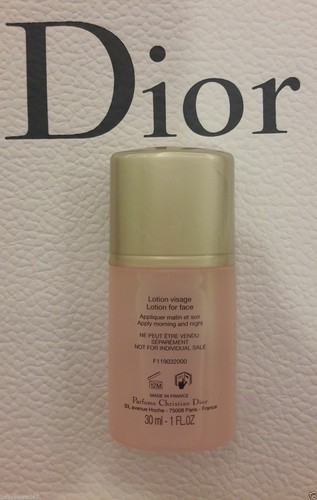 Dior
Lotion visage
Lotion for face
Appliquer matin et soir
Apply morning and night
NE PEUT ÊTRE VENDU
SÉPARÉMENT
NOT FOR INDIVIDUAL SALE
F119032000
12M
MADE IN FRANCE
Parfums Christian Dior
33, avenue Hoche - 75008 Paris - France
30 ml - 1 FL.OZ